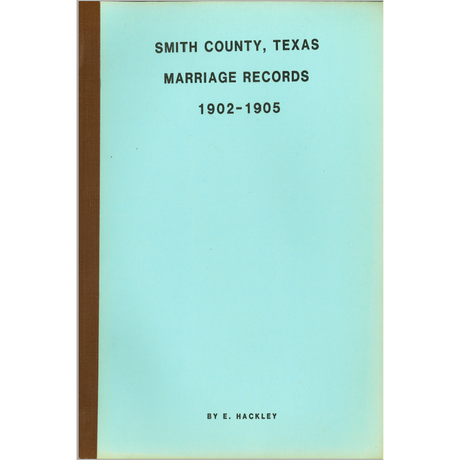 SMITH COUNTY, TEXAS
MARRIAGE RECORDS
1902-1905
BY E. HACKLEY